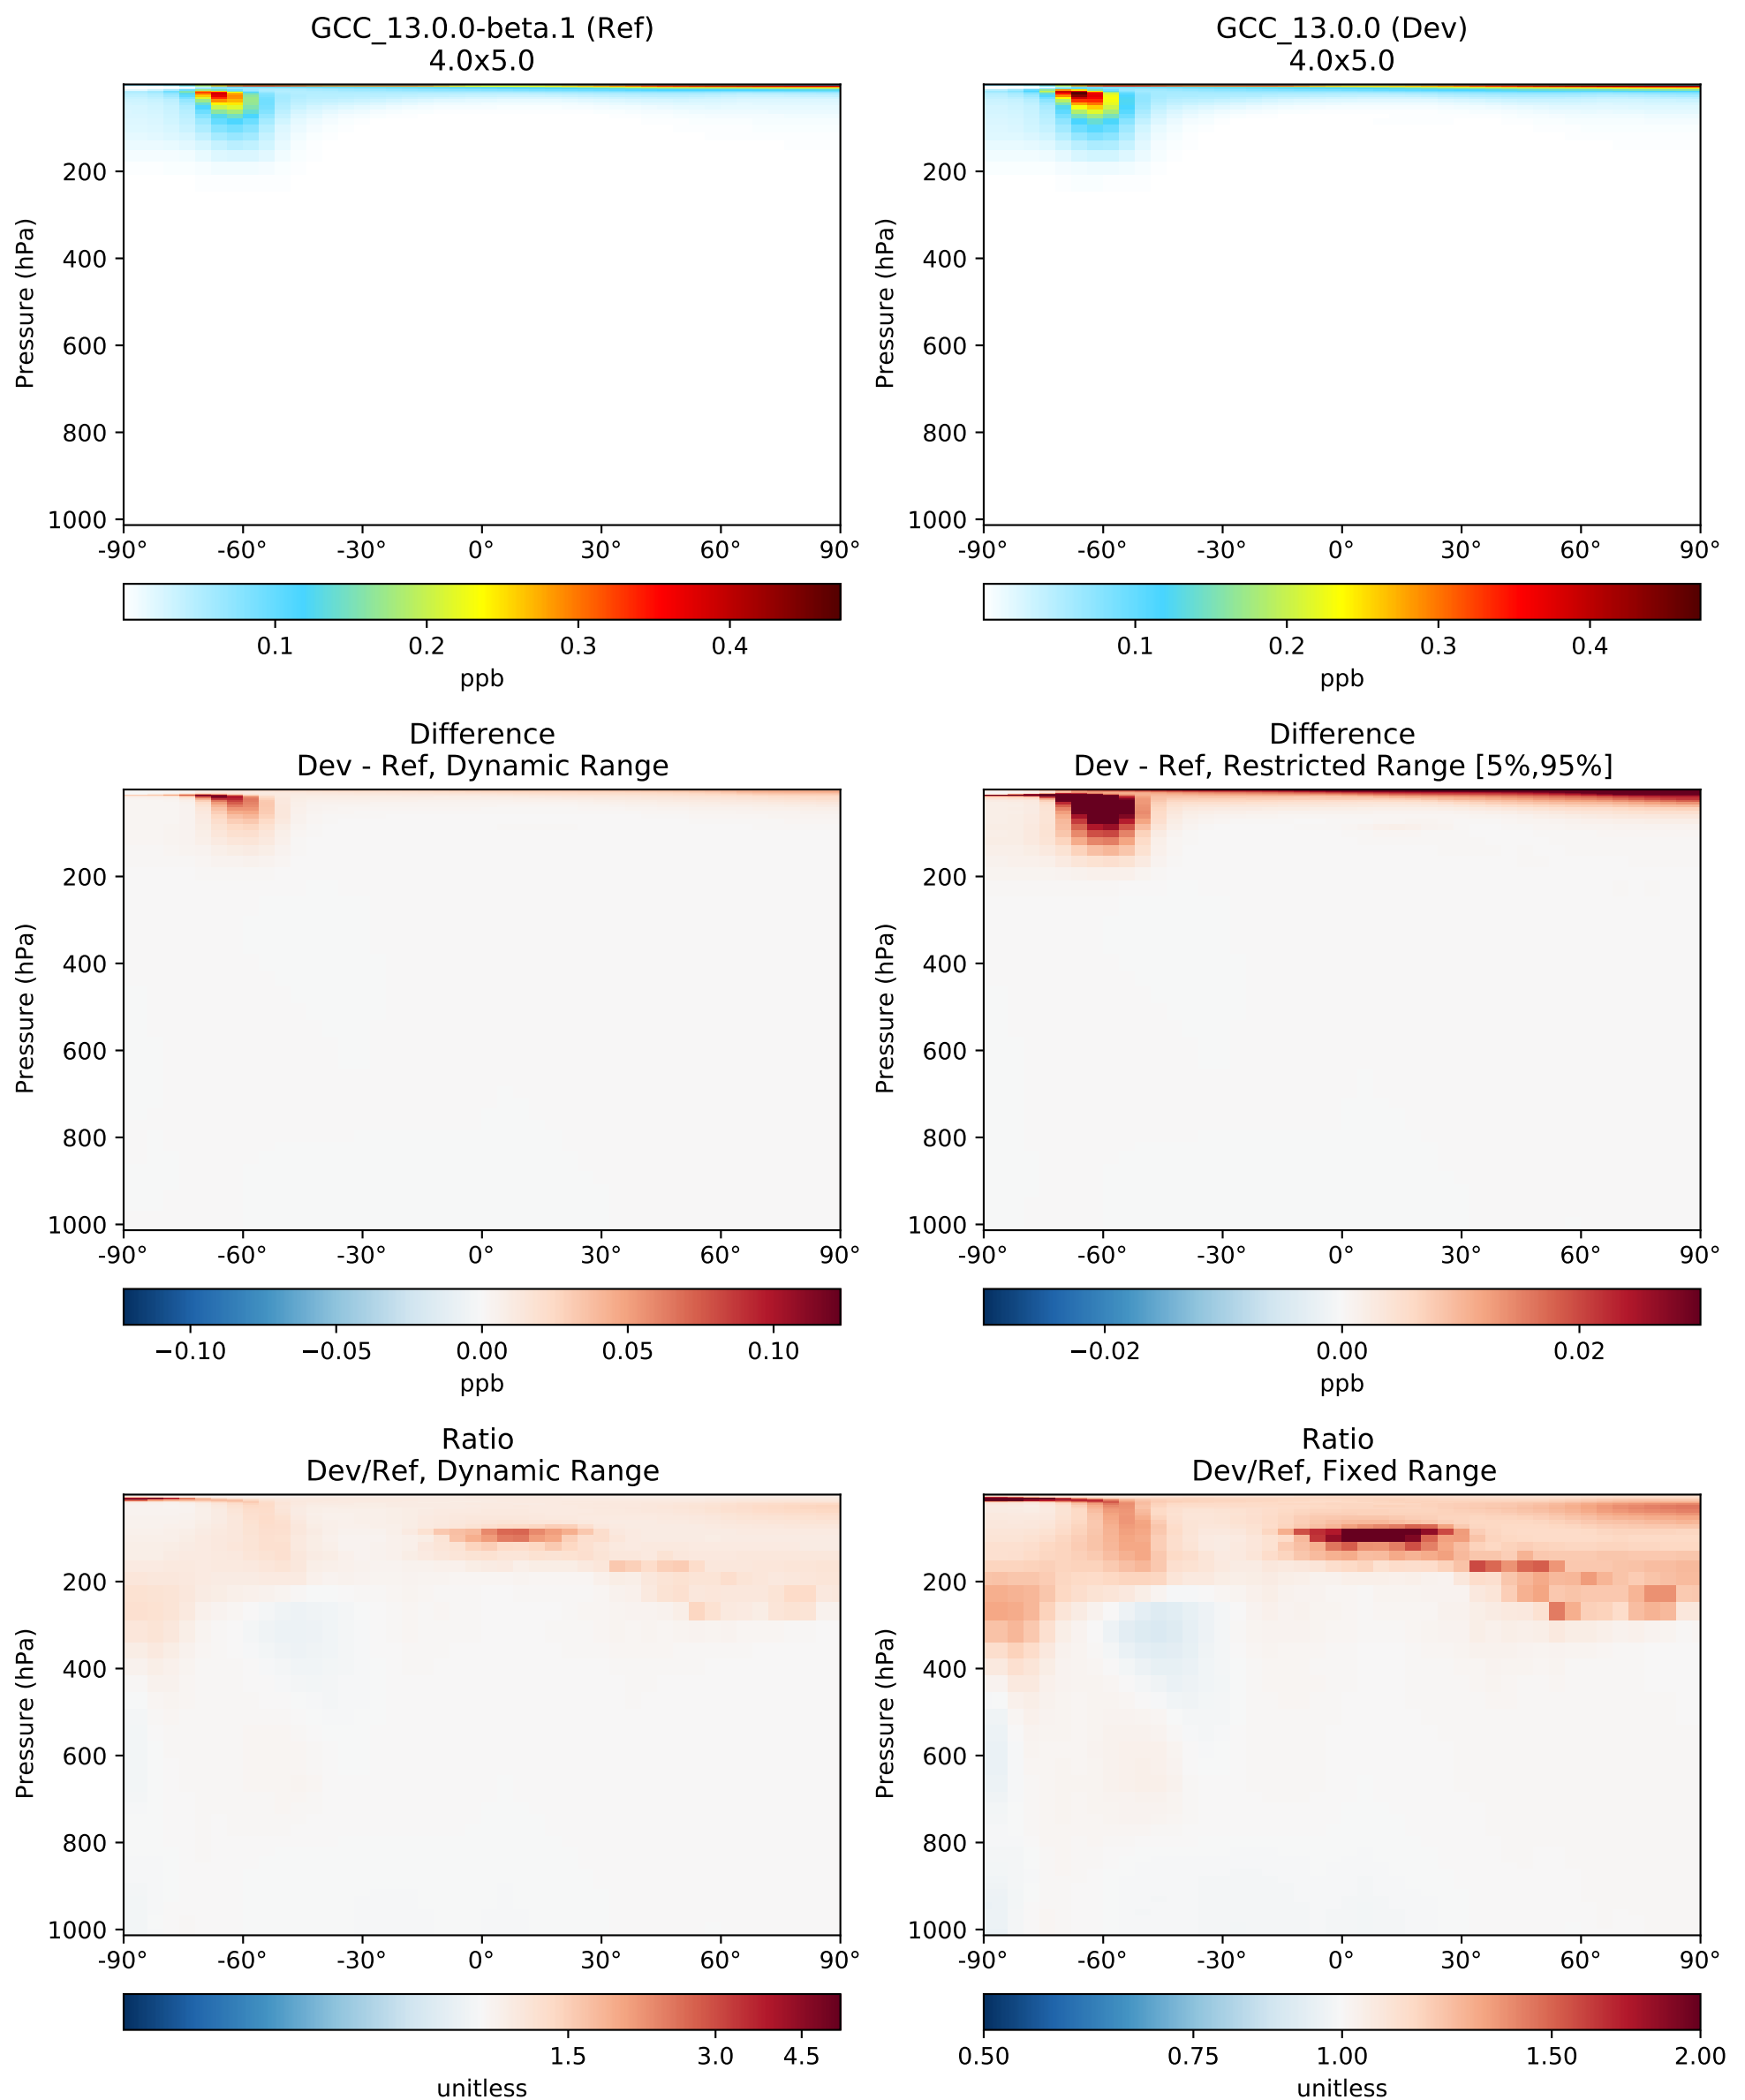 GCC_13.0.0-beta.1 (Ref)
4.0x5.0
Pressure (hPa)
200
400
600
800
1000
-90° -60° -30° 0° 30° 60° 90°
0.1 0.2 0.3 0.4
ppb
GCC_13.0.0 (Dev)
4.0x5.0
Pressure (hPa)
200
400
600
800
1000
-90° -60° -30° 0° 30° 60° 90°
0.1 0.2 0.3 0.4
ppb
Difference
Dev - Ref, Dynamic Range
Pressure (hPa)
200
400
600
800
1000
-90° -60° -30° 0° 30° 60° 90°
−0.10 −0.05 0.00 0.05 0.10
ppb
Difference
Dev - Ref, Restricted Range [5%,95%]
Pressure (hPa)
200
400
600
800
1000
-90° -60° -30° 0° 30° 60° 90°
−0.02 0.00 0.02
ppb
Ratio
Dev/Ref, Dynamic Range
Pressure (hPa)
200
400
600
800
1000
-90° -60° -30° 0° 30° 60° 90°
1.5 3.0 4.5
unitless
Ratio
Dev/Ref, Fixed Range
Pressure (hPa)
200
400
600
800
1000
-90° -60° -30° 0° 30° 60° 90°
0.50 0.75 1.00 1.50 2.00
unitless